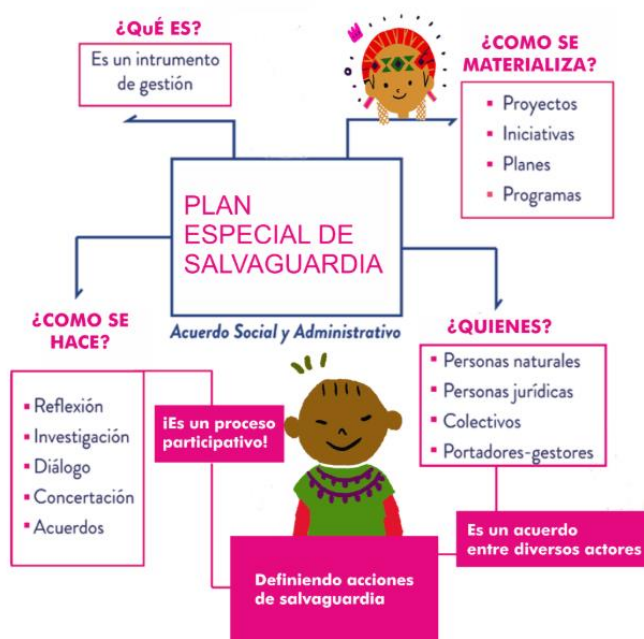 ¿QuÉ ES?
Es un intrumento
de gestión
¿COMO SE
MATERIALIZA?
Proyectos
Iniciativas
Planes
Programas
PLAN
ESPECIAL DE
SALVAGUARDIA
Acuerdo Social y Administrativo
¿COMO SE
HACE?
Reflexión
Investigación
Diálogo
Concertación
Acuerdos
¡Es un proceso
participativo!
¿QUIENES?
Personas naturales
Personas jurídicas
Colectivos
Portadores-gestores
Es un acuerdo
entre diversos actores
Definiendo acciones
de salvaguardia